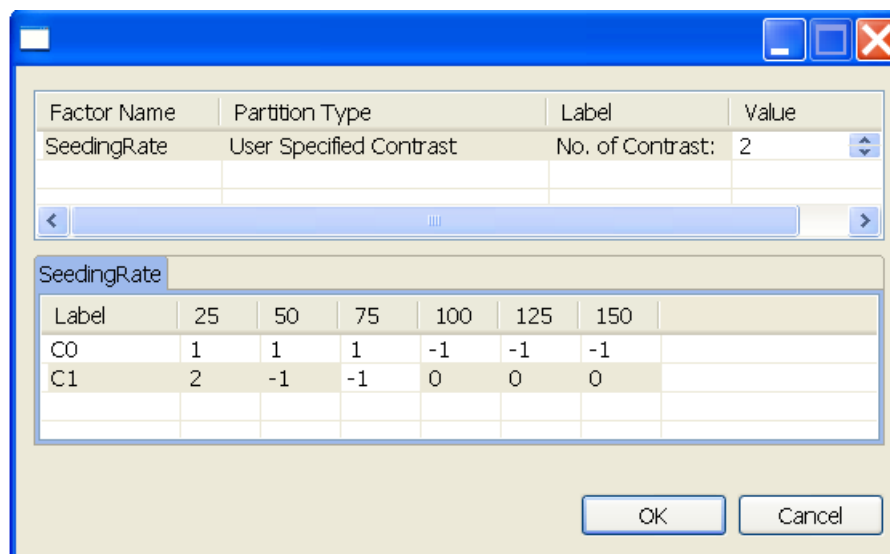 Factor Name Partition Type Label Value
SeedingRate User Specified Contrast No. of Contrast: 2
SeedingRate
Label 25 50 75 100 125 150
C0 1 1 1 -1 -1 -1
C1 2 -1 -1 0 0 0
OK Cancel